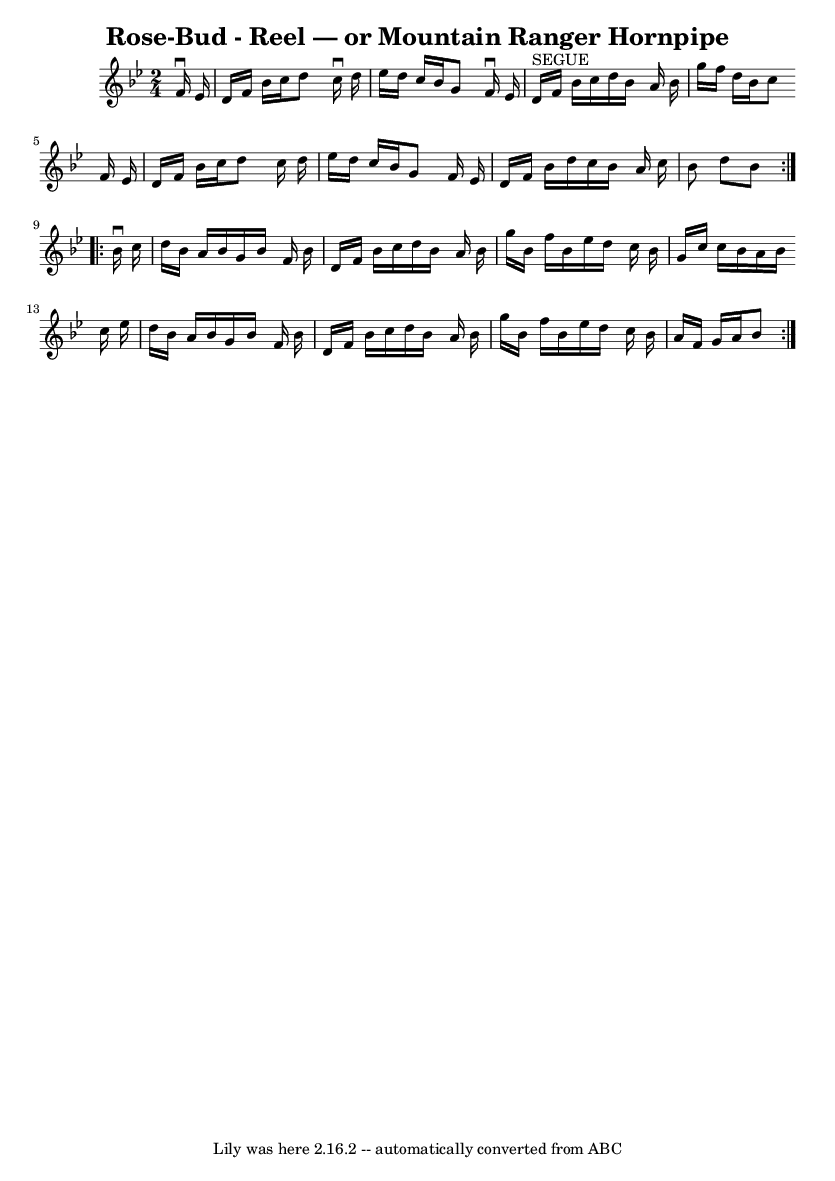 Rose-Bud - Reel — or Mountain Ranger Hornpipe
SEGUE
2
4
5
9
13
Lily was here 2.16.2 -- automatically converted from ABC